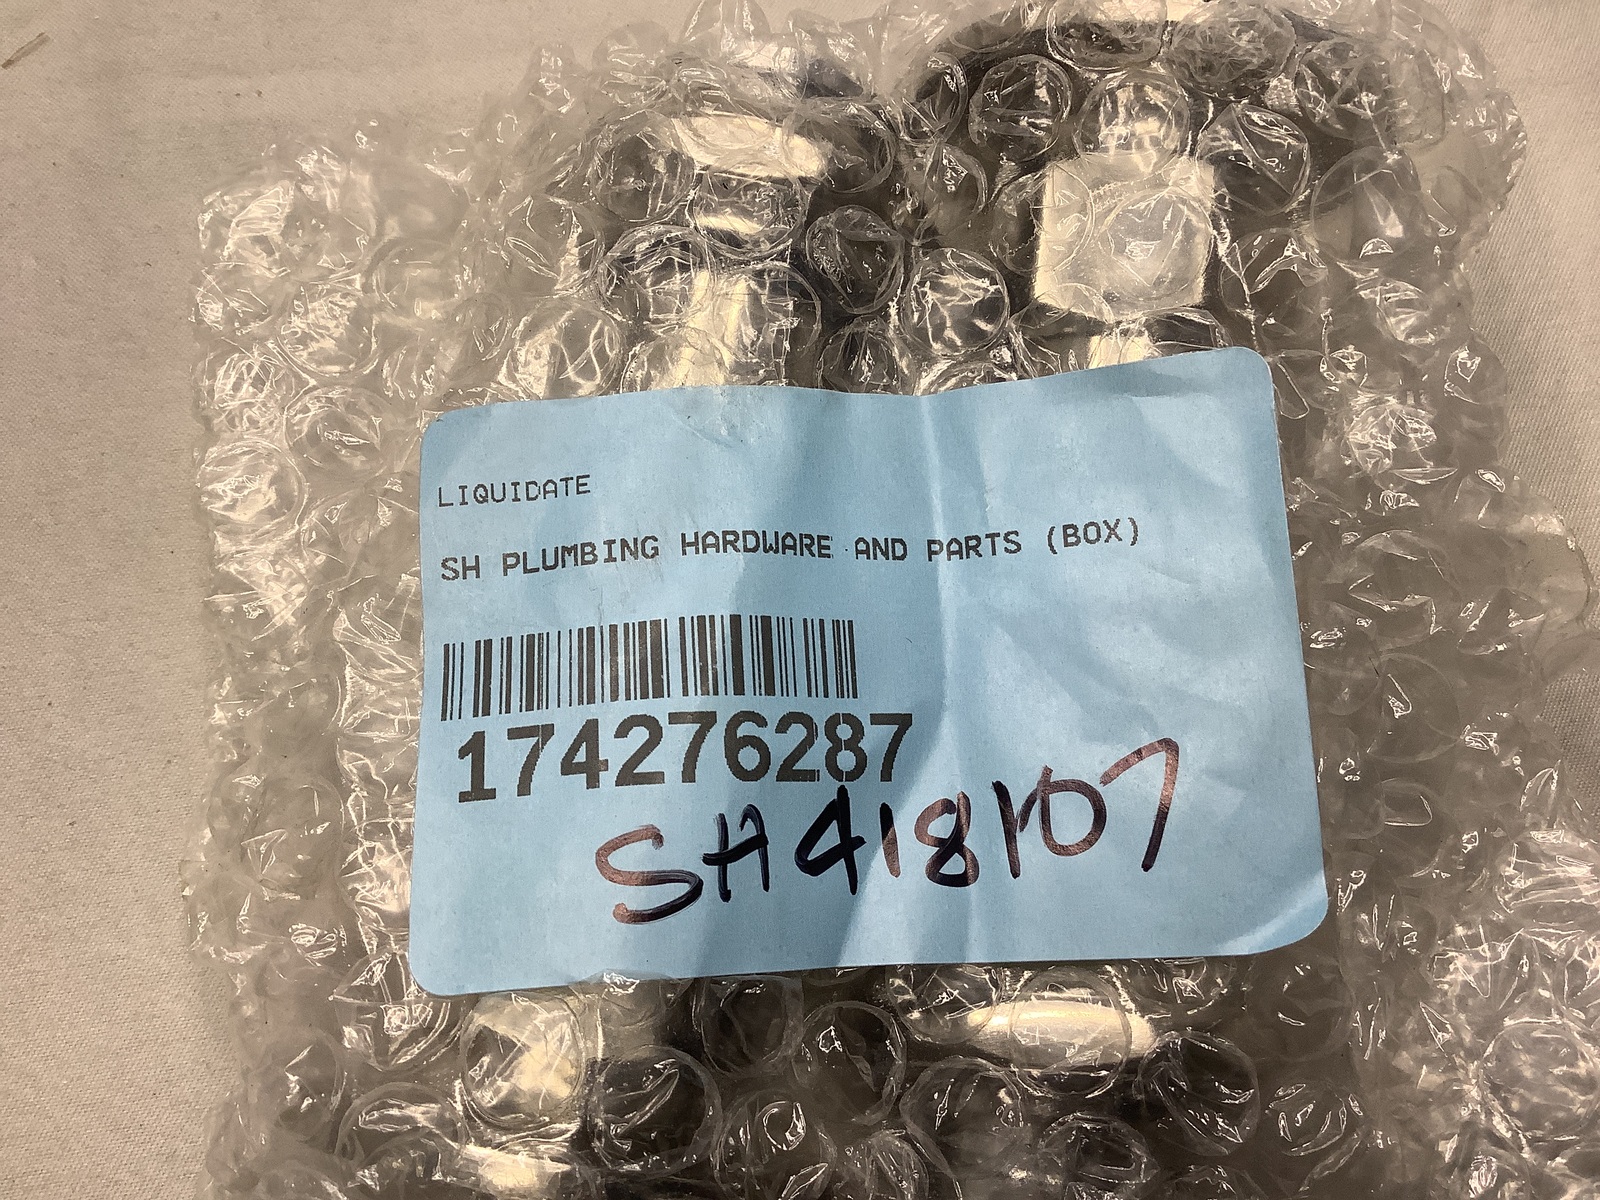 LIQUIDATE
SH PLUMBING HARDWARE AND PARTS (BOX)
174276287
SH418107